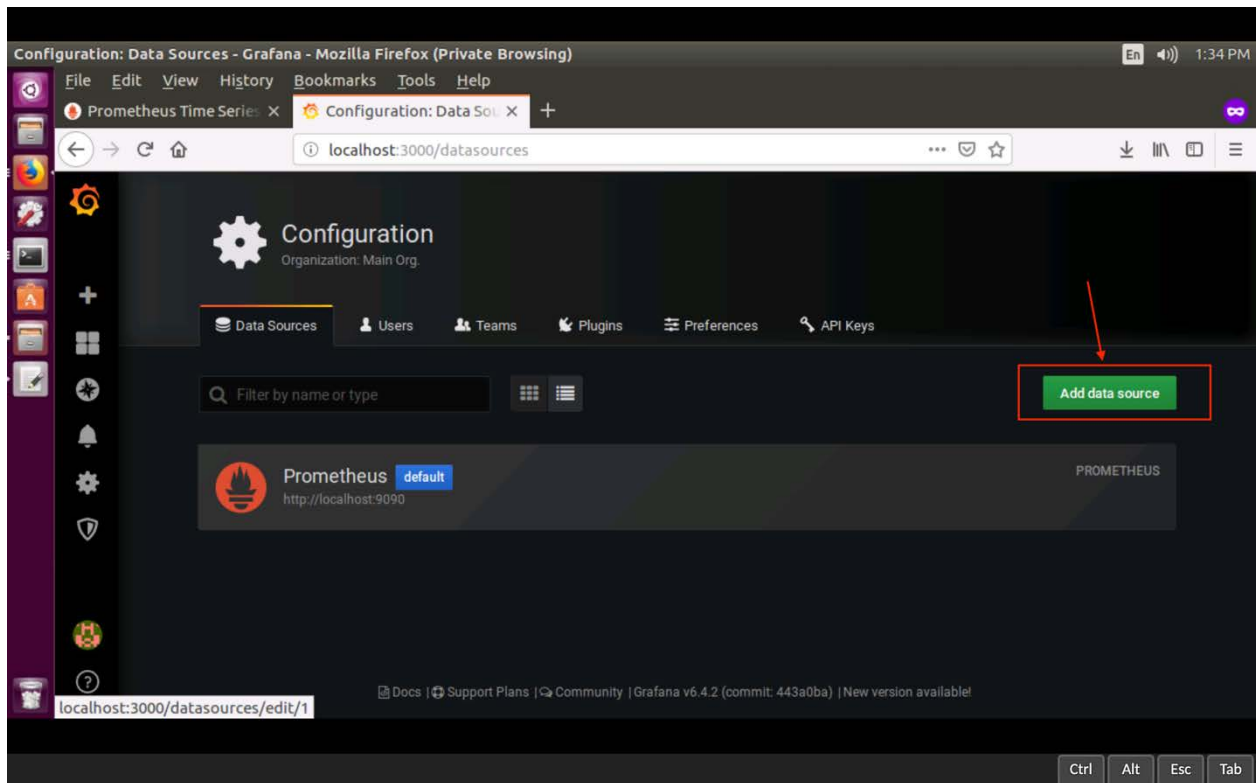 Configuration: Data Sources - Grafana - Mozilla Firefox (Private Browsing)
En
1:34 PM
File Edit View History Bookmarks Tools Help
Prometheus Time Series
Configuration: Data Sou
localhost:3000/datasources
Configuration
Organization: Main Org.
Data Sources
Users
Teams
Plugins
Preferences
API Keys
Filter by name or type
Add data source
Prometheus default
PROMETHEUS
http://localhost:9090
Docs | Support Plans | Community | Grafana v6.4.2 (commit: 443a0ba) | New version available!
localhost:3000/datasources/edit/1
Ctrl Alt Esc Tab